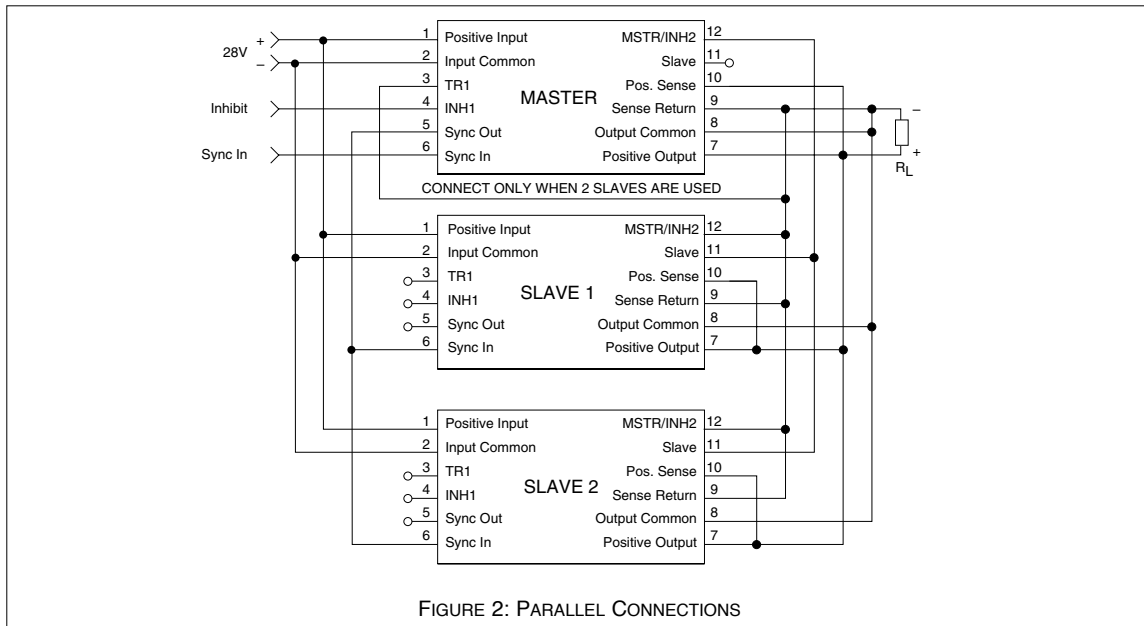 28V
+
–
Inhibit
Sync In
1 Positive Input
2 Input Common
3 TR1
4 INH1
5 Sync Out
6 Sync In
MASTER
MSTR/INH2 12
Slave 11
Pos. Sense 10
Sense Return 9
Output Common 8
Positive Output 7
–
+
RL
CONNECT ONLY WHEN 2 SLAVES ARE USED
1 Positive Input
2 Input Common
3 TR1
4 INH1
5 Sync Out
6 Sync In
SLAVE 1
MSTR/INH2 12
Slave 11
Pos. Sense 10
Sense Return 9
Output Common 8
Positive Output 7
1 Positive Input
2 Input Common
3 TR1
4 INH1
5 Sync Out
6 Sync In
SLAVE 2
MSTR/INH2 12
Slave 11
Pos. Sense 10
Sense Return 9
Output Common 8
Positive Output 7
FIGURE 2: PARALLEL CONNECTIONS